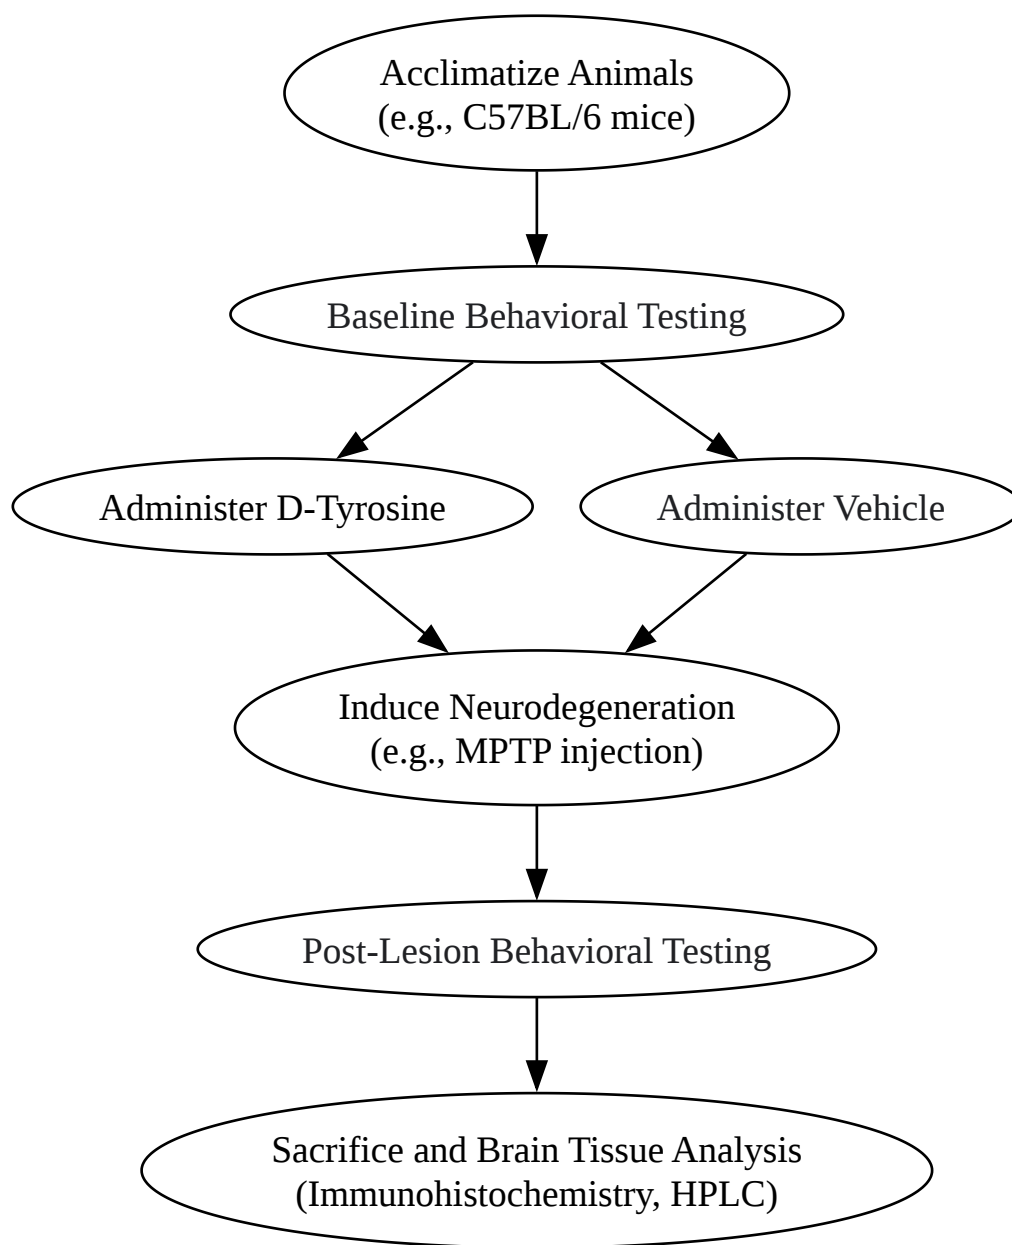 Acclimatize Animals
(e.g., C57BL/6 mice)
Baseline Behavioral Testing
Administer D-Tyrosine
Administer Vehicle
Induce Neurodegeneration
(e.g., MPTP injection)
Post-Lesion Behavioral Testing
Sacrifice and Brain Tissue Analysis
(Immunohistochemistry, HPLC)